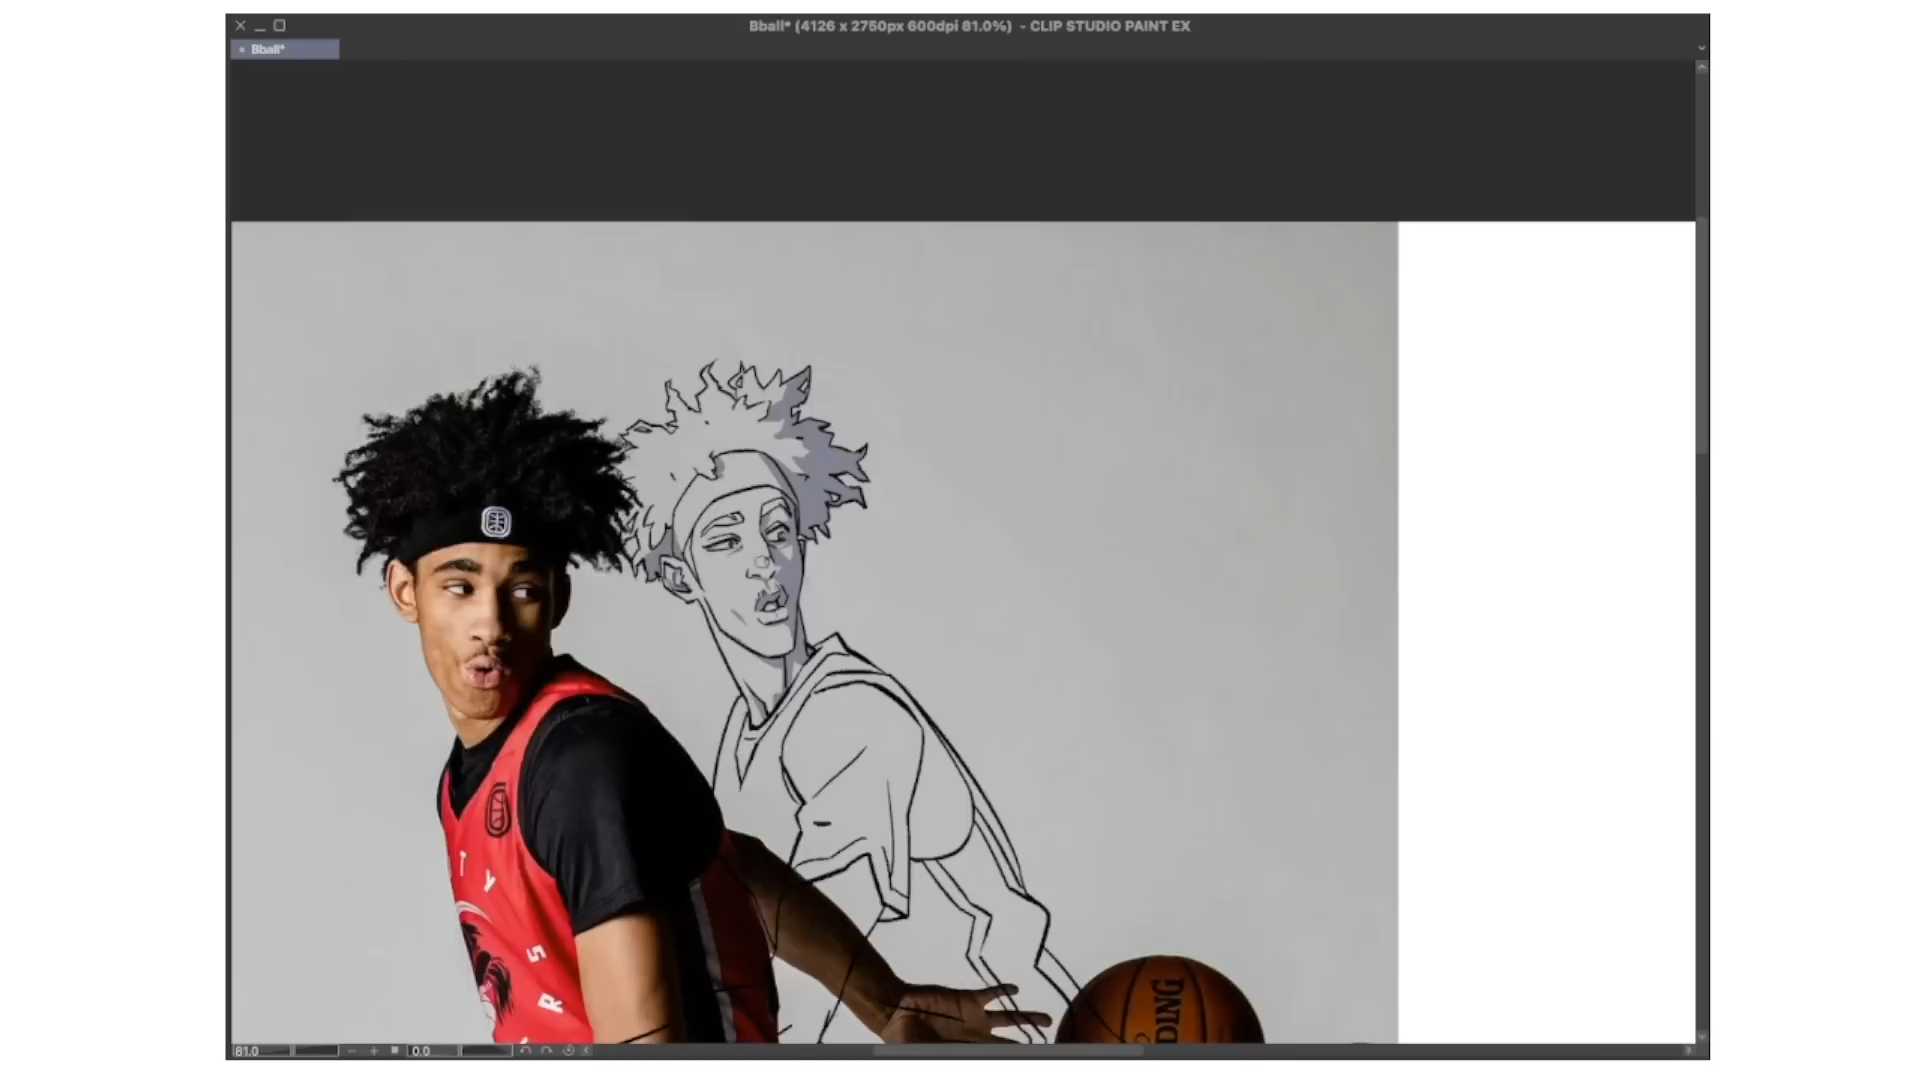 Bball* (4126 x 2750px 600dpi 81.0%) - CLIP STUDIO PAINT EX
Bball*
T Y
S
R
DING
81.0
0.0